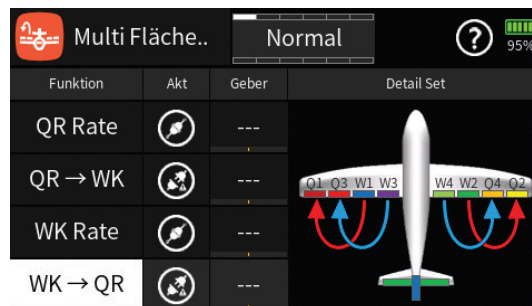 Multi Fläche.. Normal ? 95%
Funktion Akt Geber Detail Set
QR Rate ---
QR → WK ---
WK Rate ---
WK → QR ---
Q1 Q3 W1 W3 W4 W2 Q4 Q2